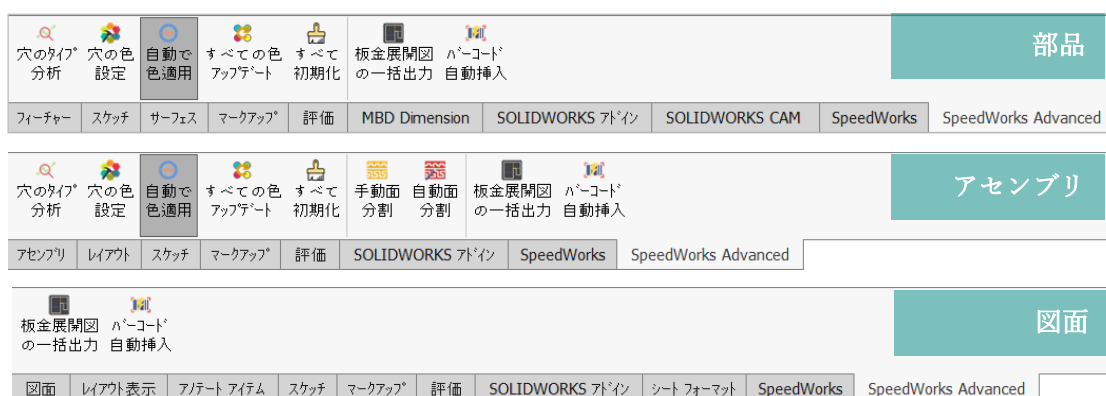 穴のﾀｲﾌﾟ 穴の色 自動で すべての色 すべて 板金展開図 ﾊﾞｰｺｰﾄﾞ
分析 設定 色適用 ｱｯﾌﾟﾃﾞｰﾄ 初期化 の一括出力 自動挿入
部品
ﾌｨｰﾁｬｰ ｽｹｯﾁ ｻｰﾌｪｽ ﾏｰｸｱｯﾌﾟ 評価 MBD Dimension SOLIDWORKS ｱﾄﾞｲﾝ SOLIDWORKS CAM SpeedWorks SpeedWorks Advanced
穴のﾀｲﾌﾟ 穴の色 自動で すべての色 すべて 手動面 自動面 板金展開図 ﾊﾞｰｺｰﾄﾞ
分析 設定 色適用 ｱｯﾌﾟﾃﾞｰﾄ 初期化 分割 分割 の一括出力 自動挿入
アセンブリ
ｱｾﾝﾌﾞﾘ ﾚｲｱｳﾄ ｽｹｯﾁ ﾏｰｸｱｯﾌﾟ 評価 SOLIDWORKS ｱﾄﾞｲﾝ SpeedWorks SpeedWorks Advanced
板金展開図 ﾊﾞｰｺｰﾄﾞ
の一括出力 自動挿入
図面
図面 ﾚｲｱｳﾄ表示 ｱﾉﾃｰﾄ ｱｲﾃﾑ ｽｹｯﾁ ﾏｰｸｱｯﾌﾟ 評価 SOLIDWORKS ｱﾄﾞｲﾝ ｼｰﾄ ﾌｫｰﾏｯﾄ SpeedWorks SpeedWorks Advanced